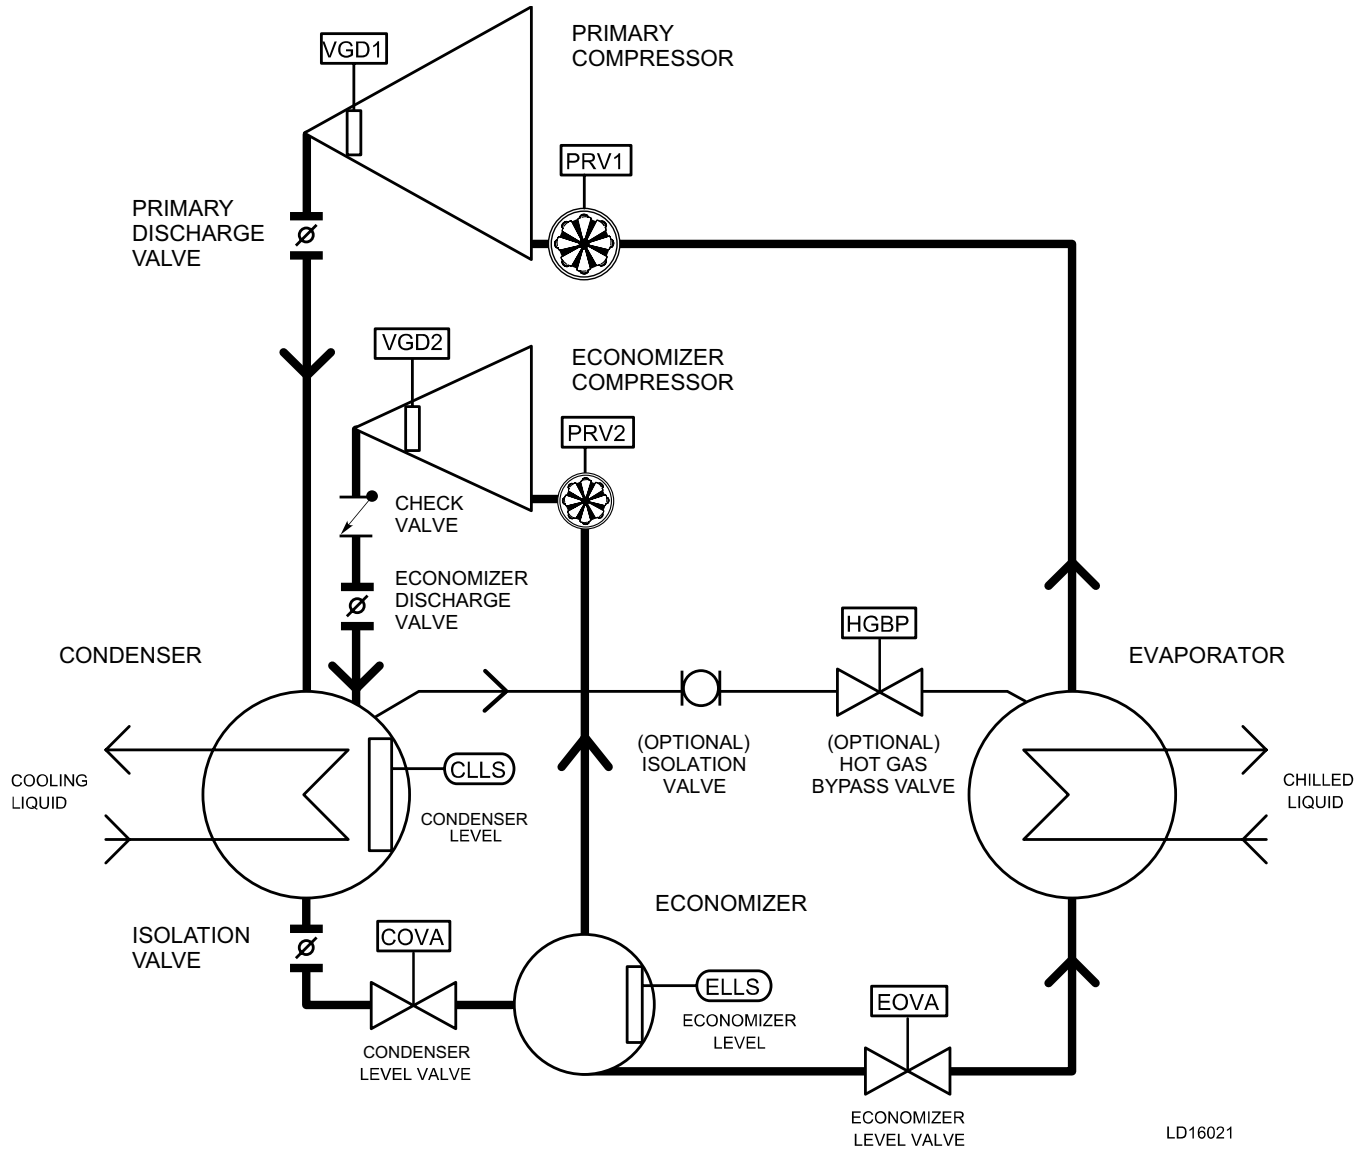 PRIMARY
COMPRESSOR
VGD1
PRV1
PRIMARY
DISCHARGE
VALVE
VGD2
ECONOMIZER
COMPRESSOR
PRV2
CHECK
VALVE
ECONOMIZER
DISCHARGE
VALVE
HGBP
CONDENSER
EVAPORATOR
(OPTIONAL)
ISOLATION
VALVE
(OPTIONAL)
HOT GAS
BYPASS VALVE
COOLING
LIQUID
CLLS
CONDENSER
LEVEL
CHILLED
LIQUID
ECONOMIZER
ISOLATION
VALVE
COVA
ELLS
ECONOMIZER
LEVEL
EOVA
CONDENSER
LEVEL VALVE
ECONOMIZER
LEVEL VALVE
LD16021